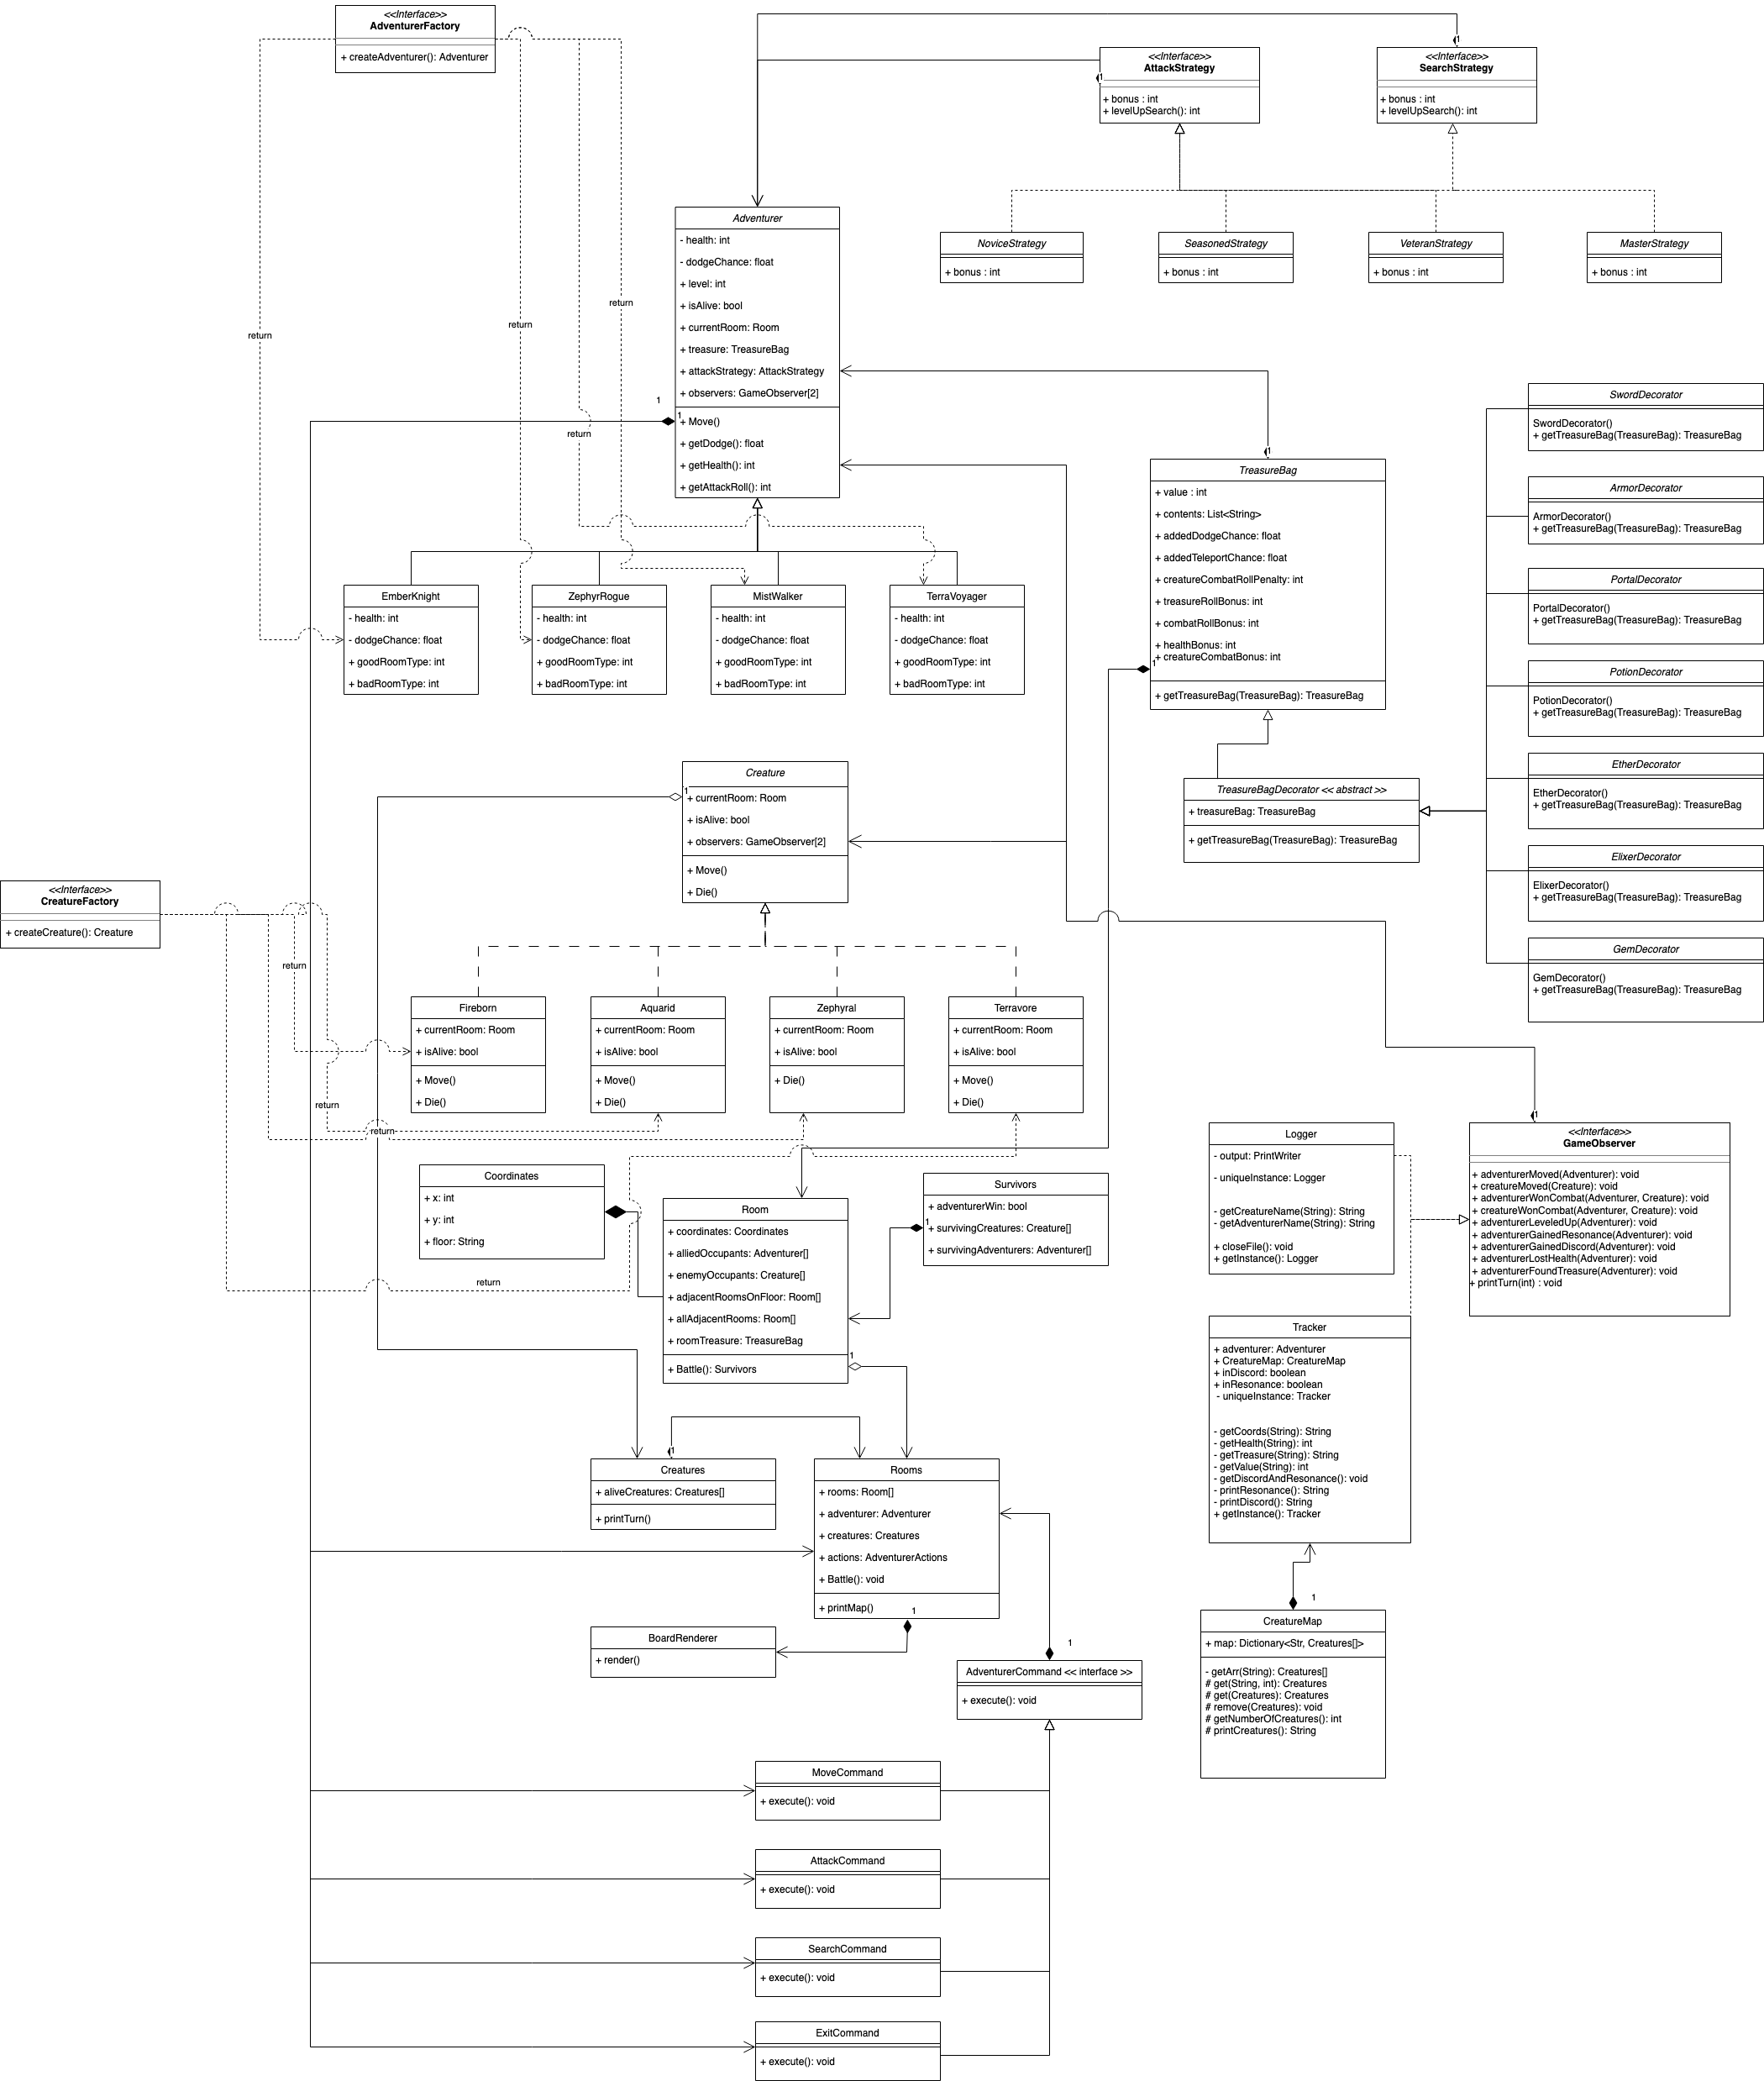 <<Interface>>
AdventurerFactory
+ createAdventurer(): Adventurer
<<Interface>>
AttackStrategy
+ bonus : int
+ levelUpSearch(): int
1
<<Interface>>
SearchStrategy
+ bonus : int
+ levelUpSearch(): int
1
NoviceStrategy
+ bonus : int
SeasonedStrategy
+ bonus : int
VeteranStrategy
+ bonus : int
MasterStrategy
+ bonus : int
return
return
return
return
Adventurer
- health: int
- dodgeChance: float
+ level: int
+ isAlive: bool
+ currentRoom: Room
+ treasure: TreasureBag
+ attackStrategy: AttackStrategy
+ observers: GameObserver[2]
+ Move()
+ getDodge(): float
+ getHealth(): int
+ getAttackRoll(): int
1
1
EmberKnight
- health: int
- dodgeChance: float
+ goodRoomType: int
+ badRoomType: int
ZephyrRogue
- health: int
- dodgeChance: float
+ goodRoomType: int
+ badRoomType: int
MistWalker
- health: int
- dodgeChance: float
+ goodRoomType: int
+ badRoomType: int
TerraVoyager
- health: int
- dodgeChance: float
+ goodRoomType: int
+ badRoomType: int
1
TreasureBag
+ value : int
+ contents: List<String>
+ addedDodgeChance: float
+ addedTeleportChance: float
+ creatureCombatRollPenalty: int
+ treasureRollBonus: int
+ combatRollBonus: int
+ healthBonus: int
+ creatureCombatBonus: int
1
+ getTreasureBag(TreasureBag): TreasureBag
TreasureBagDecorator << abstract >>
+ treasureBag: TreasureBag
+ getTreasureBag(TreasureBag): TreasureBag
SwordDecorator
SwordDecorator()
+ getTreasureBag(TreasureBag): TreasureBag
ArmorDecorator
ArmorDecorator()
+ getTreasureBag(TreasureBag): TreasureBag
PortalDecorator
PortalDecorator()
+ getTreasureBag(TreasureBag): TreasureBag
PotionDecorator
PotionDecorator()
+ getTreasureBag(TreasureBag): TreasureBag
EtherDecorator
EtherDecorator()
+ getTreasureBag(TreasureBag): TreasureBag
ElixerDecorator
ElixerDecorator()
+ getTreasureBag(TreasureBag): TreasureBag
GemDecorator
GemDecorator()
+ getTreasureBag(TreasureBag): TreasureBag
Creature
1
+ currentRoom: Room
+ isAlive: bool
+ observers: GameObserver[2]
+ Move()
+ Die()
<<Interface>>
CreatureFactory
+ createCreature(): Creature
return
return
return
return
Fireborn
+ currentRoom: Room
+ isAlive: bool
+ Move()
+ Die()
Aquarid
+ currentRoom: Room
+ isAlive: bool
+ Move()
+ Die()
Zephyral
+ currentRoom: Room
+ isAlive: bool
+ Die()
Terravore
+ currentRoom: Room
+ isAlive: bool
+ Move()
+ Die()
Coordinates
+ x: int
+ y: int
+ floor: String
Room
+ coordinates: Coordinates
+ alliedOccupants: Adventurer[]
+ enemyOccupants: Creature[]
+ adjacentRoomsOnFloor: Room[]
+ allAdjacentRooms: Room[]
+ roomTreasure: TreasureBag
+ Battle(): Survivors
1
Survivors
+ adventurerWin: bool
1
+ survivingCreatures: Creature[]
+ survivingAdventurers: Adventurer[]
Logger
- output: PrintWriter
- uniqueInstance: Logger
- getCreatureName(String): String
- getAdventurerName(String): String
+ closeFile(): void
+ getInstance(): Logger
1
<<Interface>>
GameObserver
+ adventurerMoved(Adventurer): void
+ creatureMoved(Creature): void
+ adventurerWonCombat(Adventurer, Creature): void
+ creatureWonCombat(Adventurer, Creature): void
+ adventurerLeveledUp(Adventurer): void
+ adventurerGainedResonance(Adventurer): void
+ adventurerGainedDiscord(Adventurer): void
+ adventurerLostHealth(Adventurer): void
+ adventurerFoundTreasure(Adventurer): void
+ printTurn(int) : void
Tracker
+ adventurer: Adventurer
+ CreatureMap: CreatureMap
+ inDiscord: boolean
+ inResonance: boolean
- uniqueInstance: Tracker
- getCoords(String): String
- getHealth(String): int
- getTreasure(String): String
- getValue(String): int
- getDiscordAndResonance(): void
- printResonance(): String
- printDiscord(): String
+ getInstance(): Tracker
1
CreatureMap
+ map: Dictionary<Str, Creatures[]>
- getArr(String): Creatures[]
# get(String, int): Creatures
# get(Creatures): Creatures
# remove(Creatures): void
# getNumberOfCreatures(): int
# printCreatures(): String
1
Creatures
+ aliveCreatures: Creatures[]
+ printTurn()
Rooms
+ rooms: Room[]
+ adventurer: Adventurer
+ creatures: Creatures
+ actions: AdventurerActions
+ Battle(): void
+ printMap()
1
BoardRenderer
+ render()
1
AdventurerCommand << interface >>
+ execute(): void
MoveCommand
+ execute(): void
AttackCommand
+ execute(): void
SearchCommand
+ execute(): void
ExitCommand
+ execute(): void